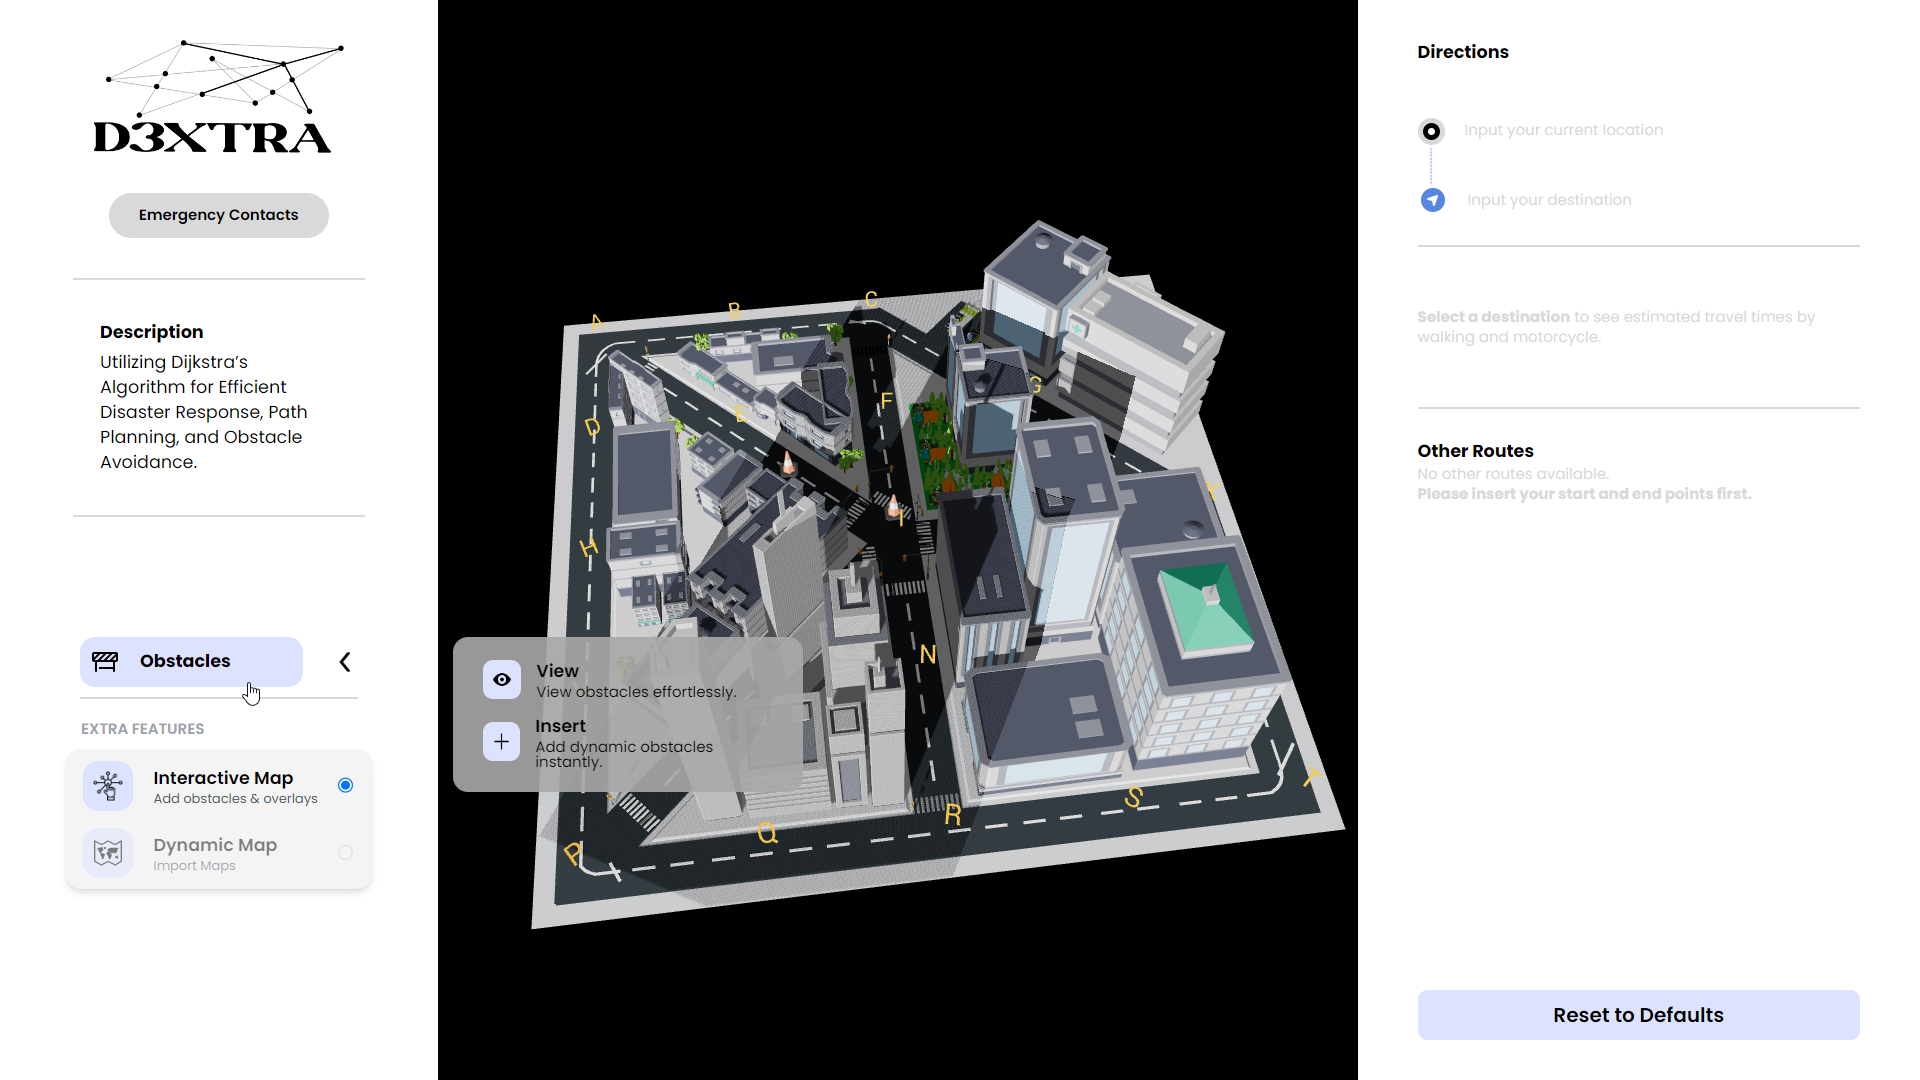 D3XTRA
Emergency Contacts
Description
Utilizing Dijkstra’s
Algorithm for Efficient
Disaster Response, Path
Planning, and Obstacle
Avoidance.
Obstacles
EXTRA FEATURES
Interactive Map
Add obstacles & overlays
Dynamic Map
Import Maps
A
B
C
D
E
F
G
H
I
N
P
Q
R
S
T
View
View obstacles effortlessly.
Insert
Add dynamic obstacles
instantly.
Directions
Input your current location
Input your destination
Select a destination to see estimated travel times by
walking and motorcycle.
Other Routes
No other routes available.
Please insert your start and end points first.
Reset to Defaults